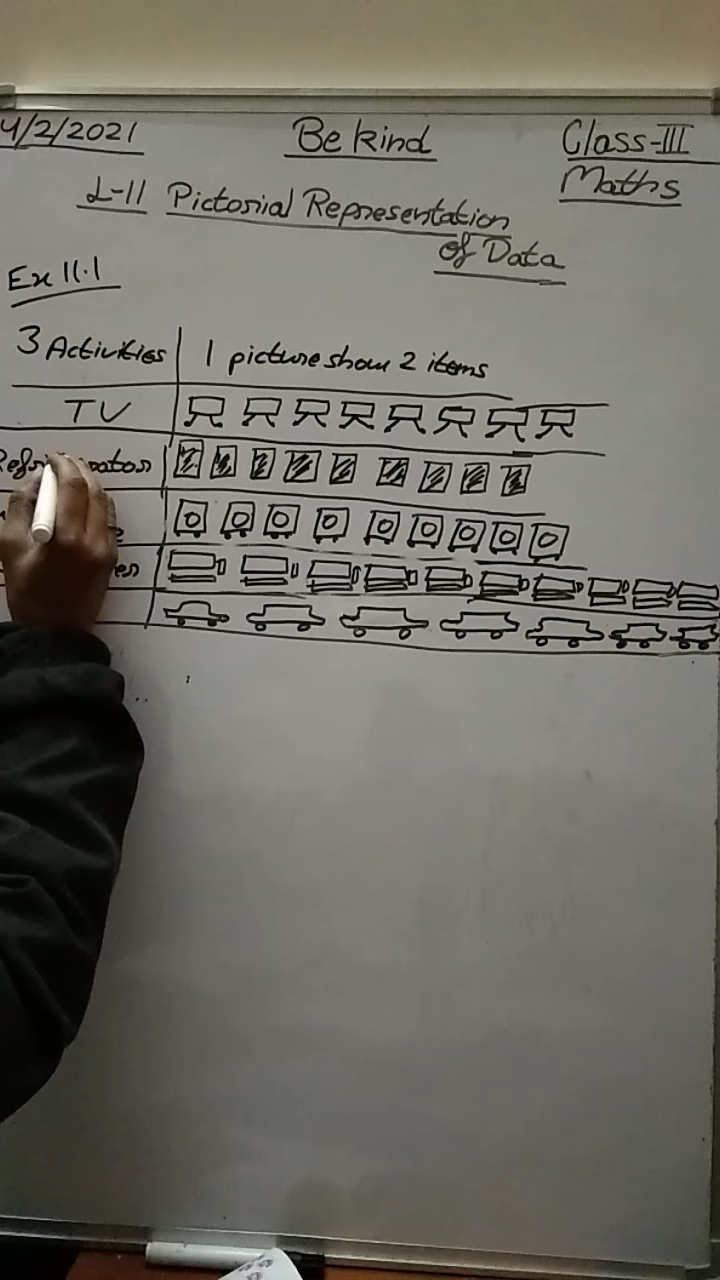 4/2/2021 Be kind Class-III
Maths
L-11 Pictorial Representation
of Data
Ex 11.1
3 Activities 1 picture show 2 items
TV